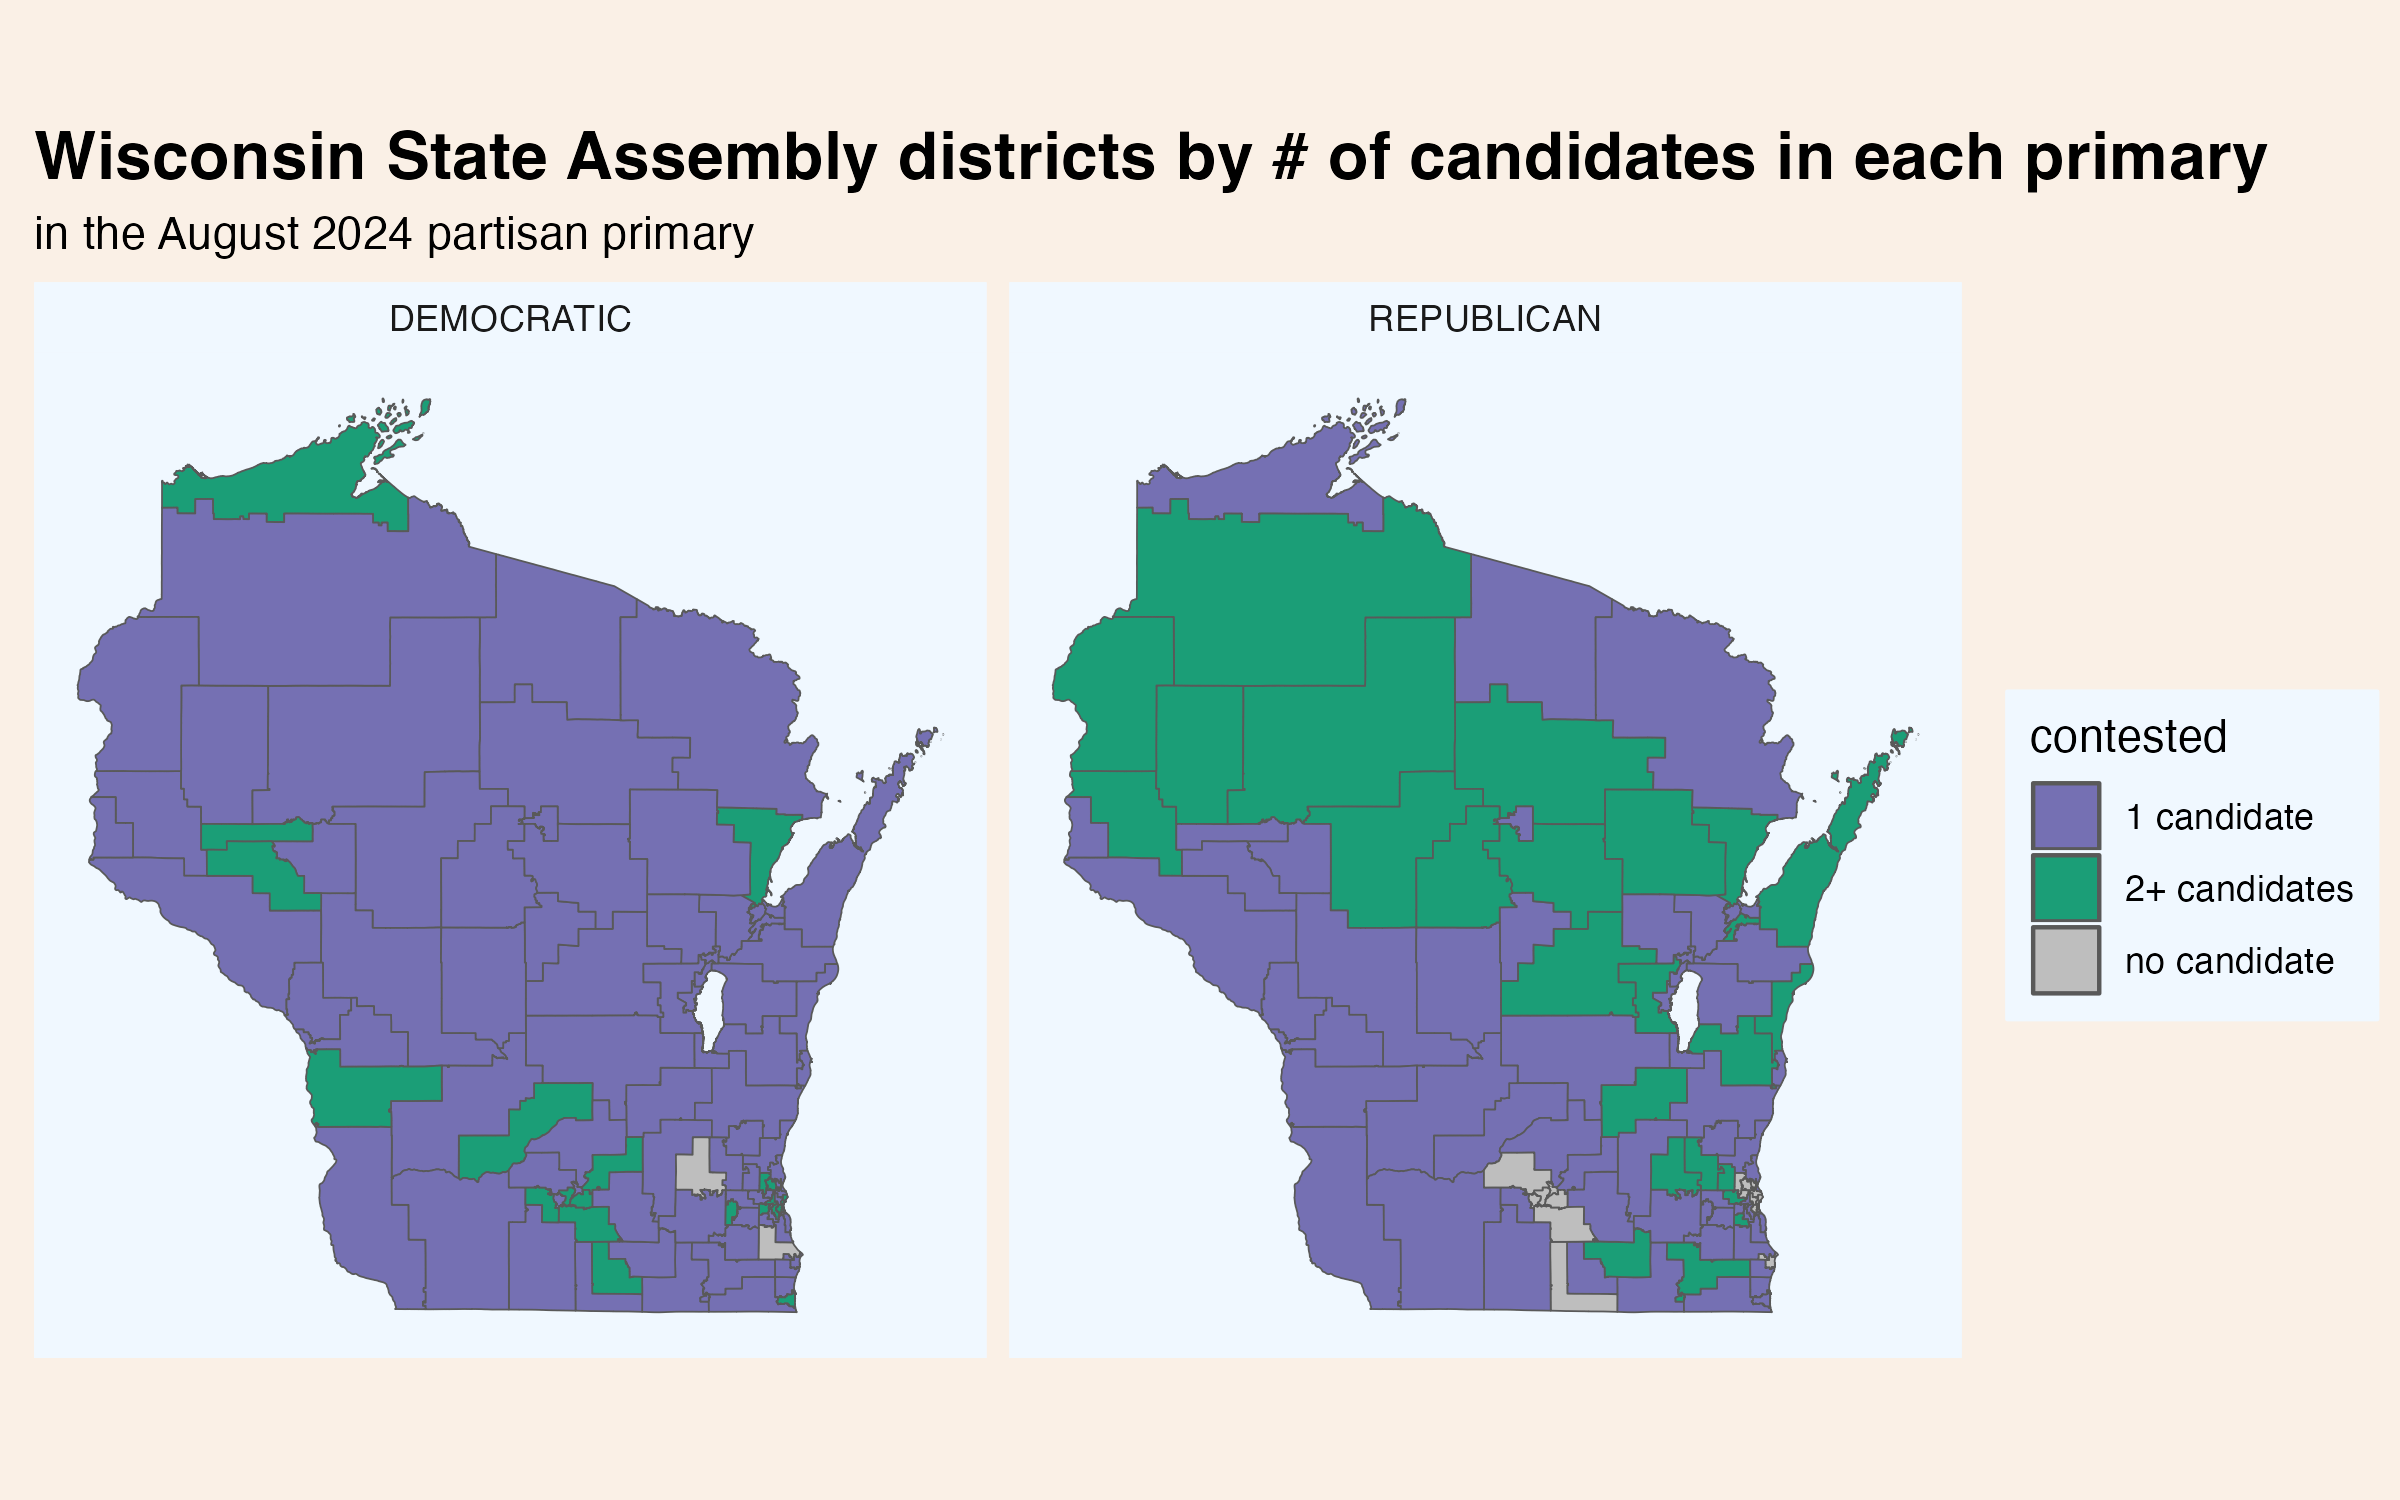 Wisconsin State Assembly districts by # of candidates in each primary
in the August 2024 partisan primary
DEMOCRATIC
REPUBLICAN
contested
1 candidate
2+ candidates
no candidate